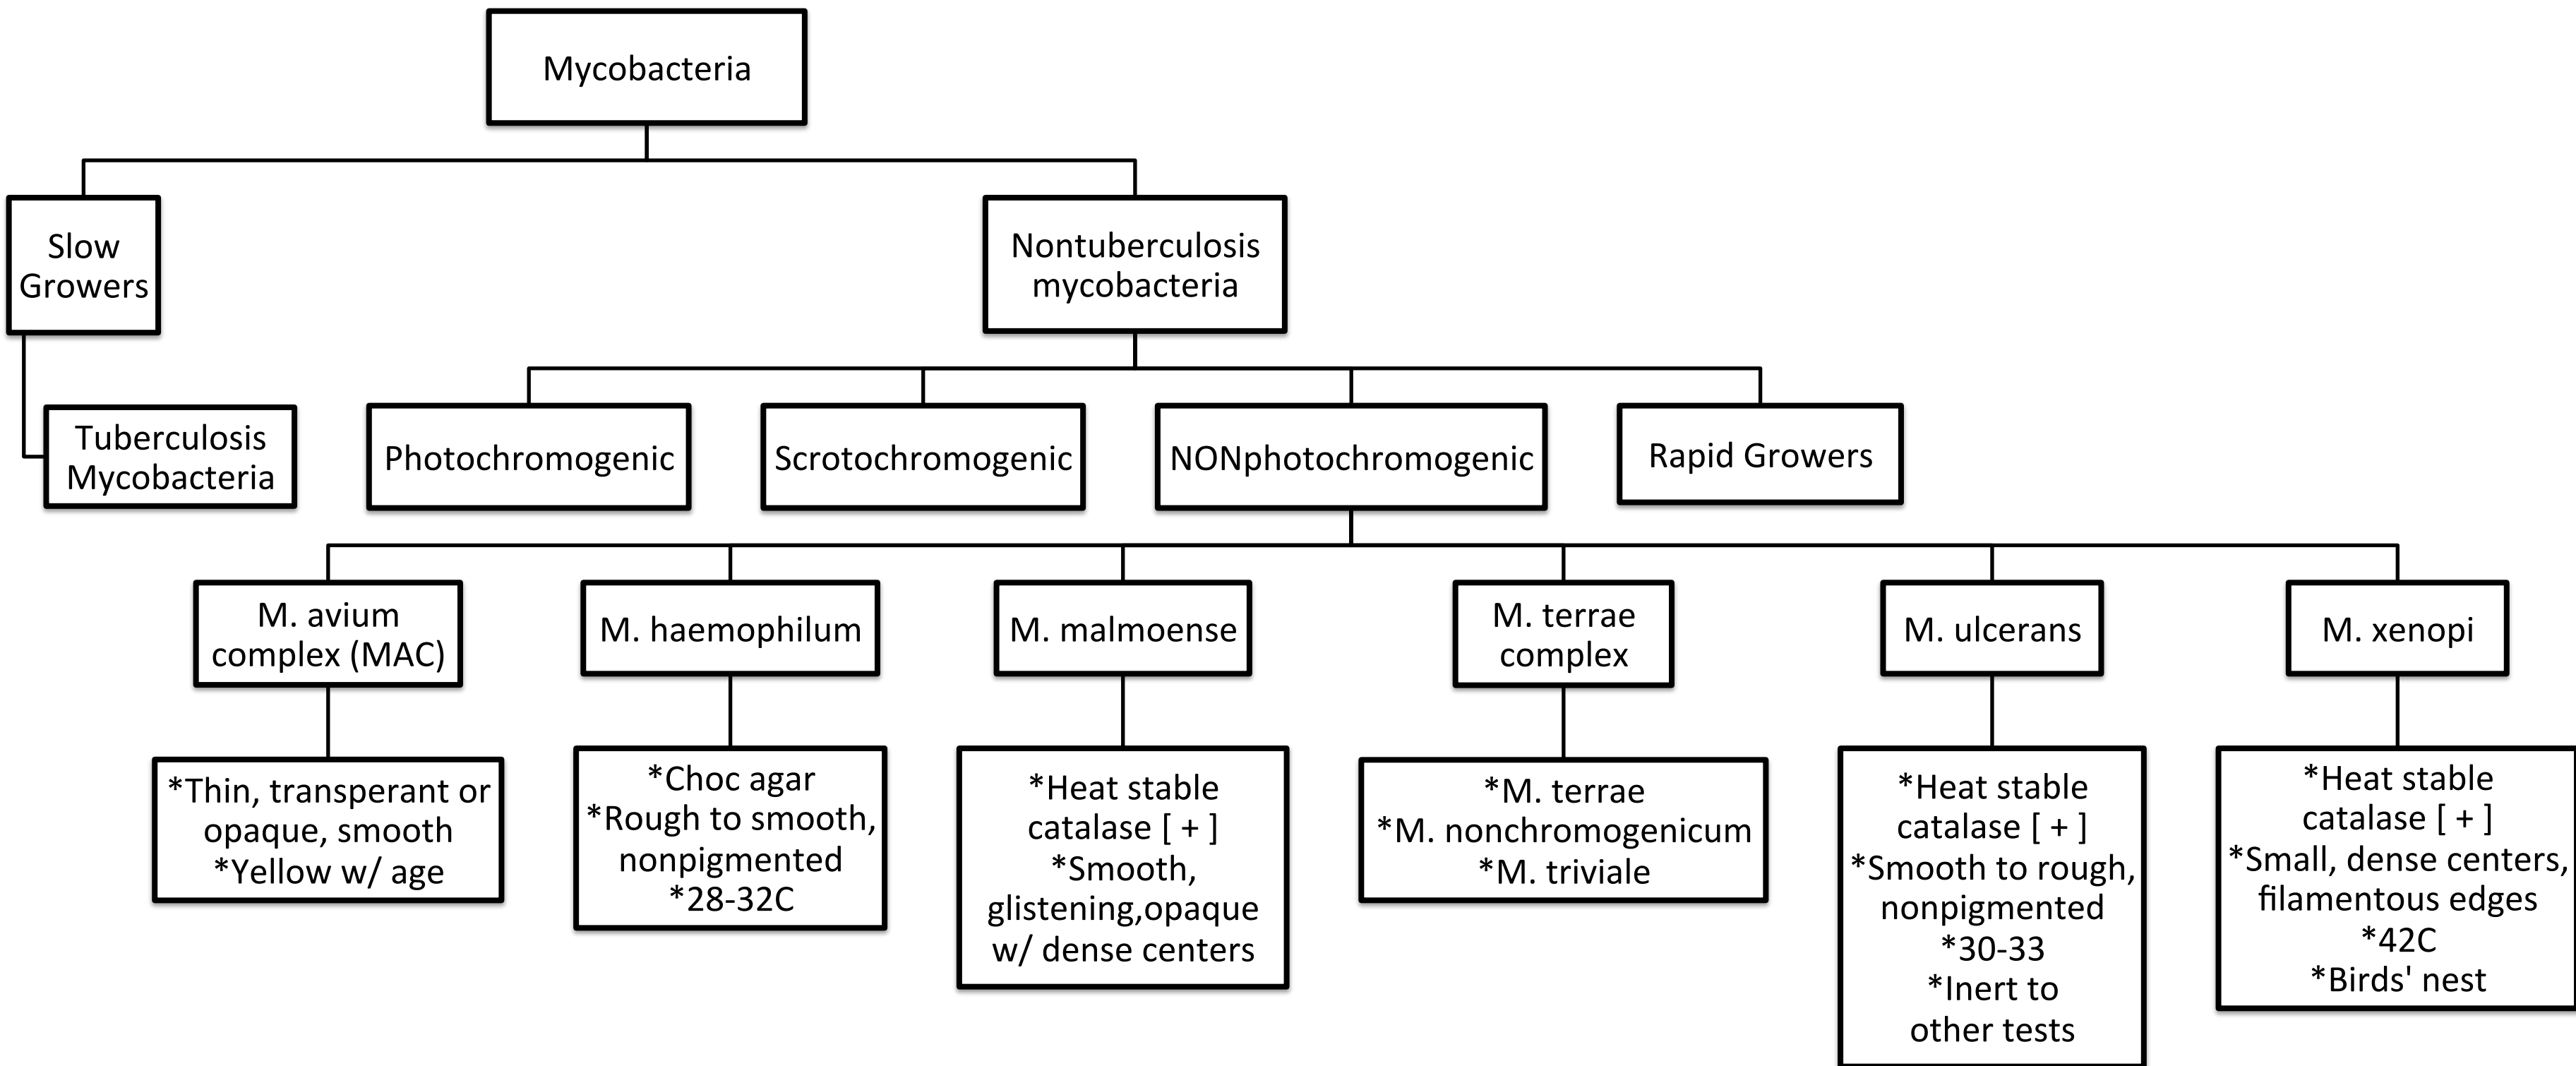 Mycobacteria
Slow
Growers
Nontuberculosis
mycobacteria
Tuberculosis
Mycobacteria
Photochromogenic
Scrotochromogenic
NONphotochromogenic
Rapid Growers
M. avium
complex (MAC)
M. haemophilum
M. malmoense
M. terrae
complex
M. ulcerans
M. xenopi
*Thin, transperant or
opaque, smooth
*Yellow w/ age
*Choc agar
*Rough to smooth,
nonpigmented
*28-32C
*Heat stable
catalase [ + ]
*Smooth,
glistening,opaque
w/ dense centers
*M. terrae
*M. nonchromogenicum
*M. triviale
*Heat stable
catalase [ + ]
*Smooth to rough,
nonpigmented
*30-33
*Inert to
other tests
*Heat stable
catalase [ + ]
*Small, dense centers,
filamentous edges
*42C
*Birds' nest